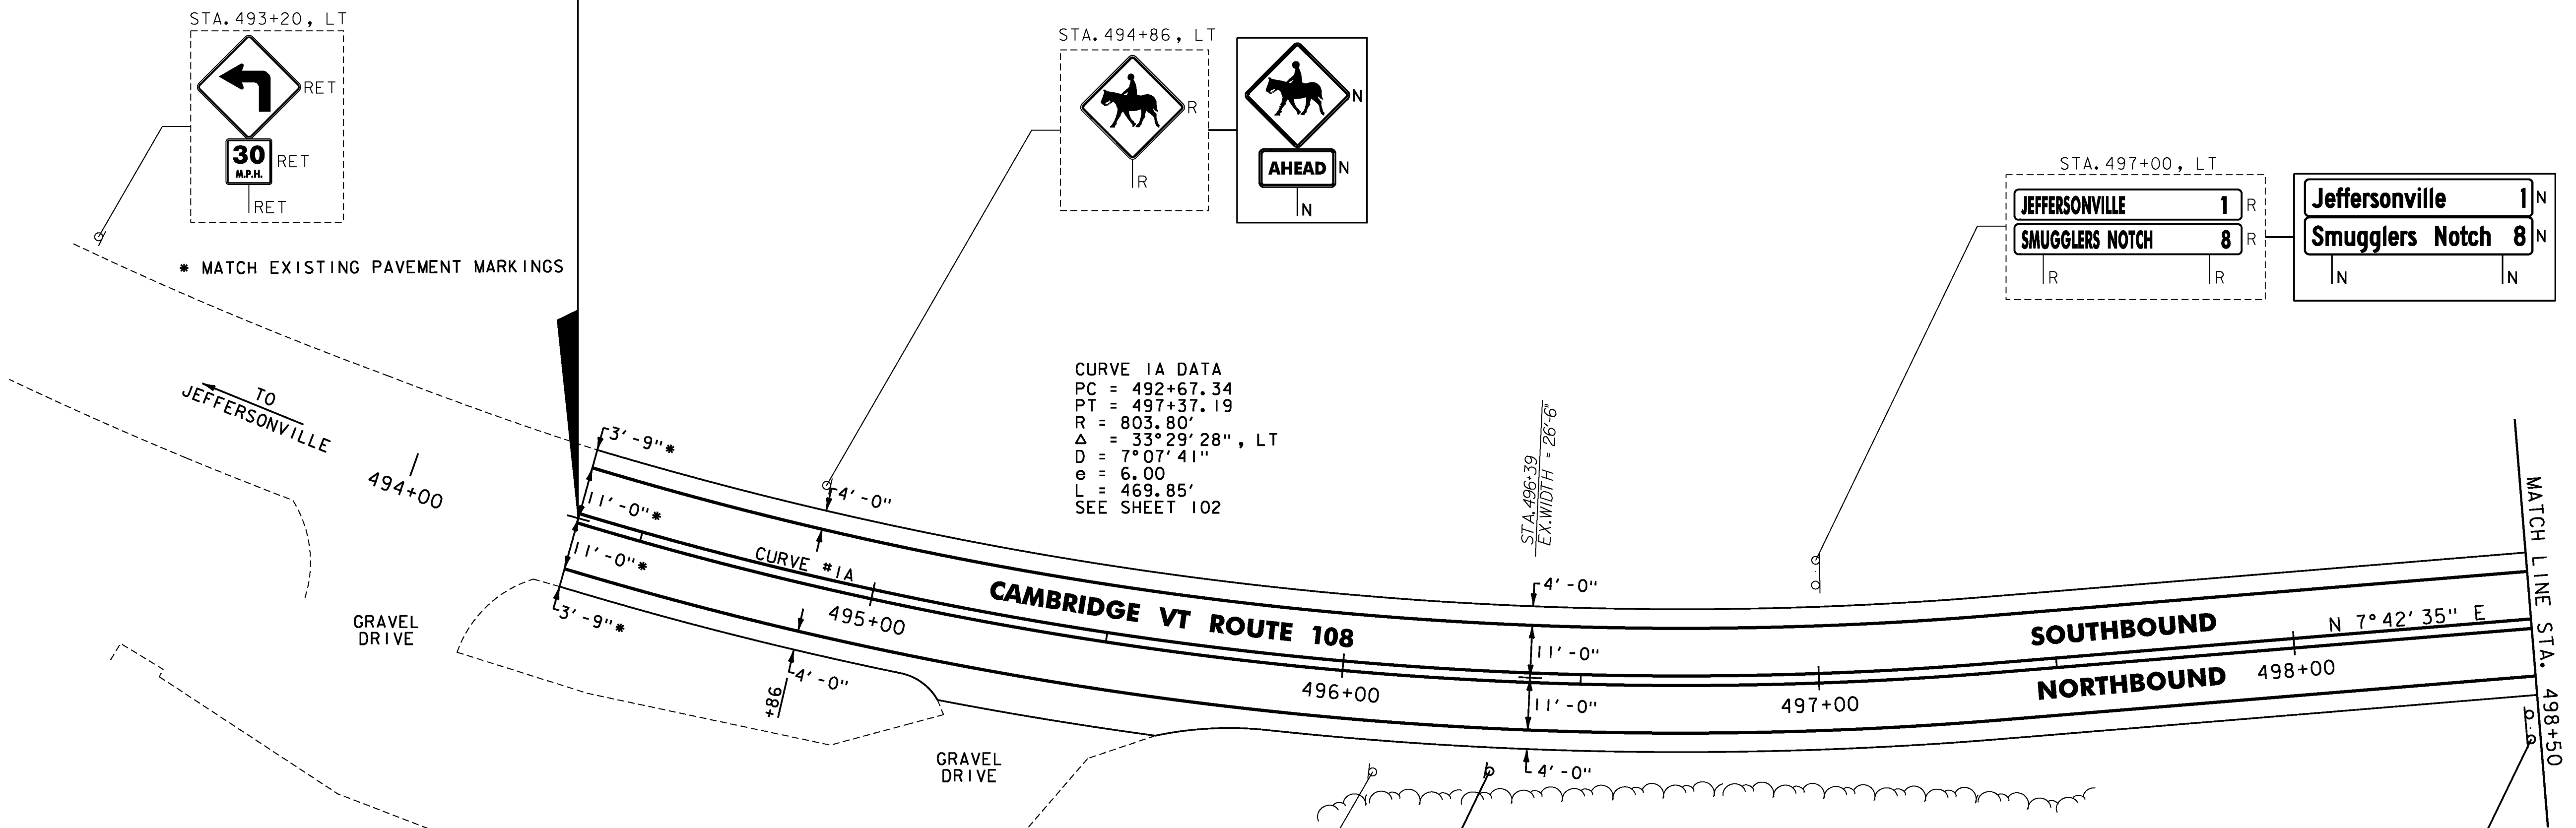 STA. 493+20, LT
RET
30
M.P.H.
RET
RET
* MATCH EXISTING PAVEMENT MARKINGS
STA. 494+86, LT
R
R
N
AHEAD N
N
STA. 497+00, LT
JEFFERSONVILLE 1 R
SMUGGLERS NOTCH 8 R
R R
Jeffersonville 1 N
Smugglers Notch 8 N
N N
TO
JEFFERSONVILLE
494+00
CURVE 1A DATA
PC = 492+67.34
PT = 497+37.19
R = 803.80'
Δ = 33°29'28", LT
D = 7°07'41"
e = 6.00
L = 469.85'
SEE SHEET 102
STA.496+39
EX.WIDTH = 26'-6"
3'-9"*
11'-0"*
11'-0"*
3'-9"*
4'-0"
CURVE #1A
495+00
4'-0"
+86
GRAVEL
DRIVE
GRAVEL
DRIVE
CAMBRIDGE VT ROUTE 108
496+00
4'-0"
11'-0"
11'-0"
4'-0"
497+00
SOUTHBOUND
NORTHBOUND
N 7°42'35" E
498+00
MATCH LINE STA. 498+50